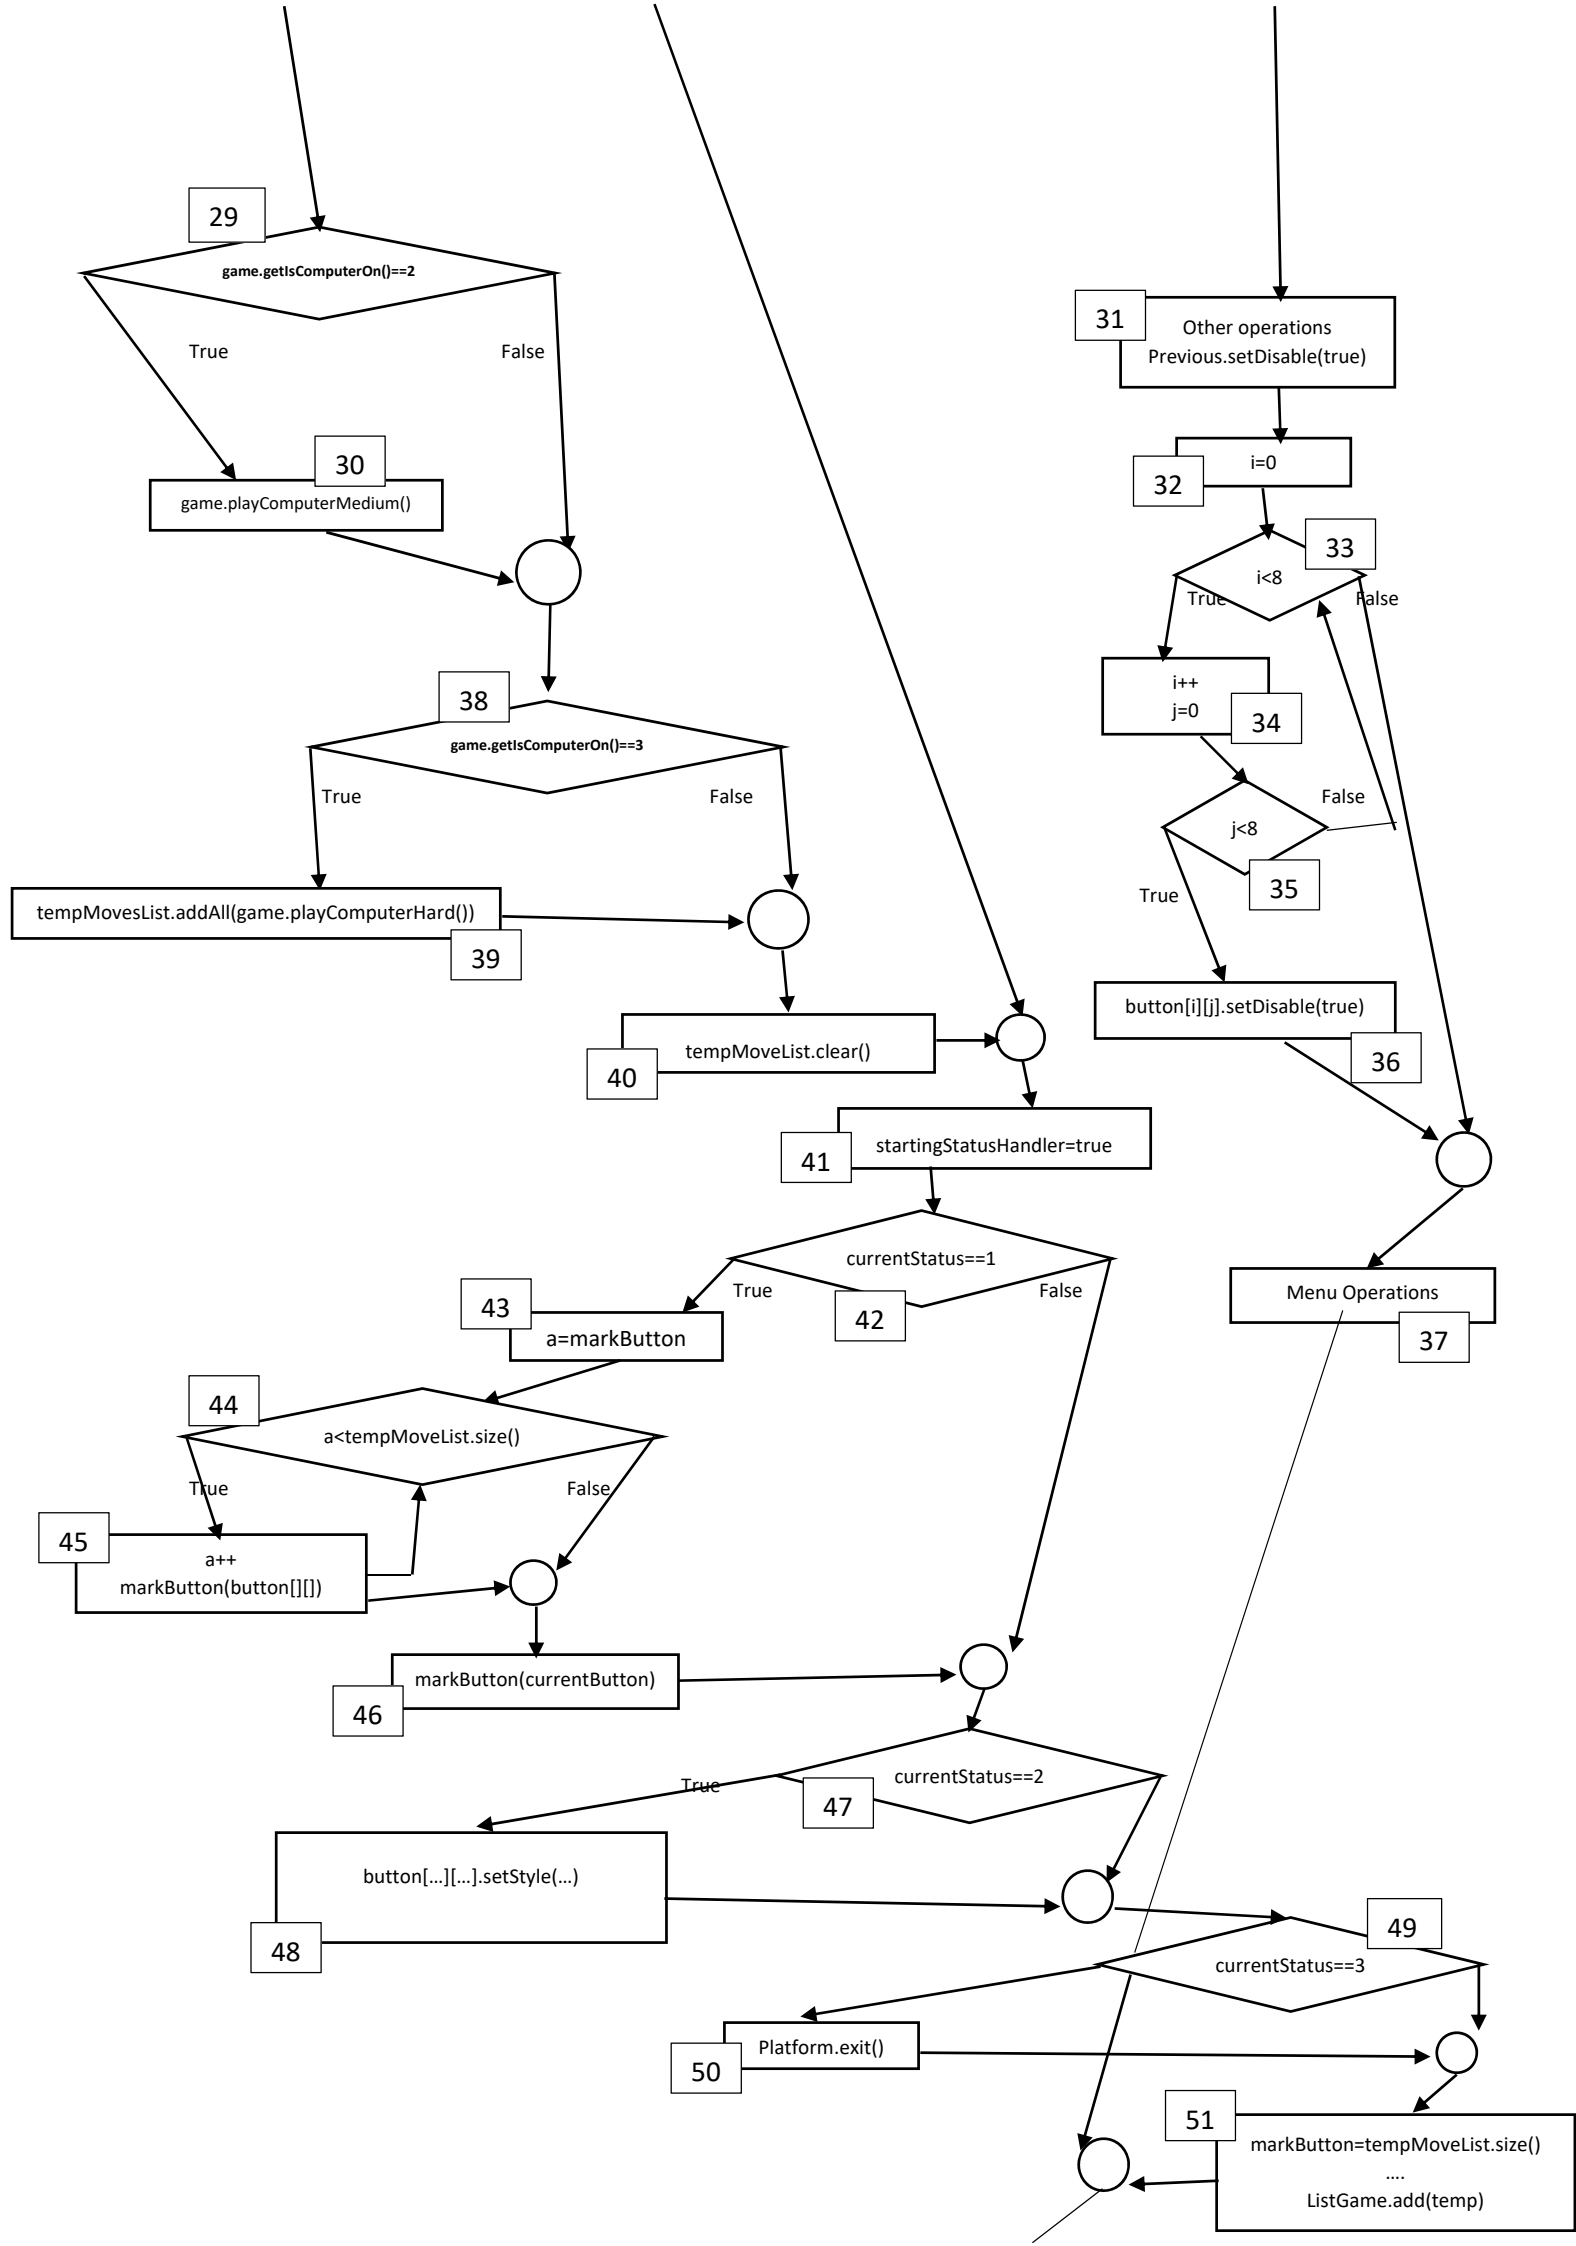 29
game.getIsComputerOn()==2
True
False
31
Other operations
Previous.setDisable(true)
30
game.playComputerMedium()
i=0
32
33
i<8
True
False
38
game.getIsComputerOn()==3
True
False
i++
j=0
34
False
j<8
35
True
tempMovesList.addAll(game.playComputerHard())
39
button[i][j].setDisable(true)
36
tempMoveList.clear()
40
startingStatusHandler=true
41
currentStatus==1
True
False
42
43
a=markButton
Menu Operations
37
44
a<tempMoveList.size()
True
False
45
a++
markButton(button[][])
markButton(currentButton)
46
currentStatus==2
True
47
button[…][…].setStyle(…)
48
49
currentStatus==3
Platform.exit()
50
51
markButton=tempMoveList.size()
….
ListGame.add(temp)